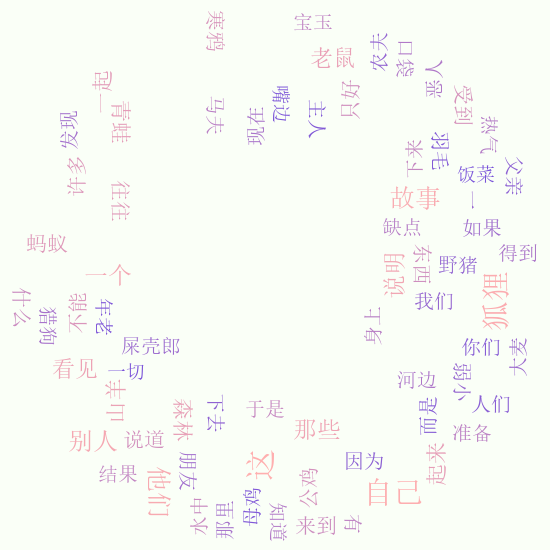 寒鸦
宝玉
农夫
口袋
老鼠
恶人
一起
只好
受到
嘴边
马夫
青蛙
主人
现在
发现
热气
羽毛
下来
父亲
饭菜
许多
往往
故事
一
缺点
如果
蚂蚁
东西
得到
野猪
说明
一个
狐狸
什么
我们
不能
年老
猎狗
身上
屎壳郎
你们
大麦
看见
一切
弱小
河边
山羊
人们
于是
下去
而是
森林
那些
准备
别人
说道
因为
起来
这
朋友
结果
他们
自己
公鸡
母鸡
水中
那里
知道
来到
有